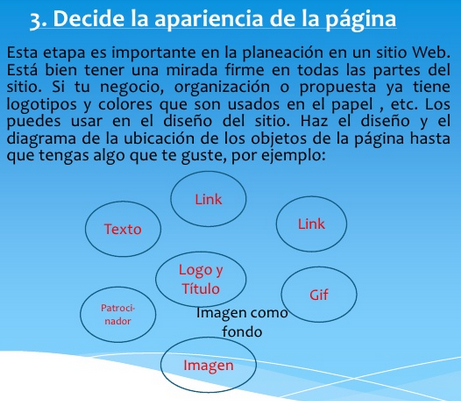 3. Decide la apariencia de la página
Esta etapa es importante en la planeación en un sitio Web.
Está bien tener una mirada firme en todas las partes del
sitio. Si tu negocio, organización o propuesta ya tiene
logotipos y colores que son usados en el papel , etc. Los
puedes usar en el diseño del sitio. Haz el diseño y el
diagrama de la ubicación de los objetos de la página hasta
que tengas algo que te guste, por ejemplo:
Link
Texto
Link
Logo y
Título
Gif
Patroci-
nador
Imagen como
fondo
Imagen